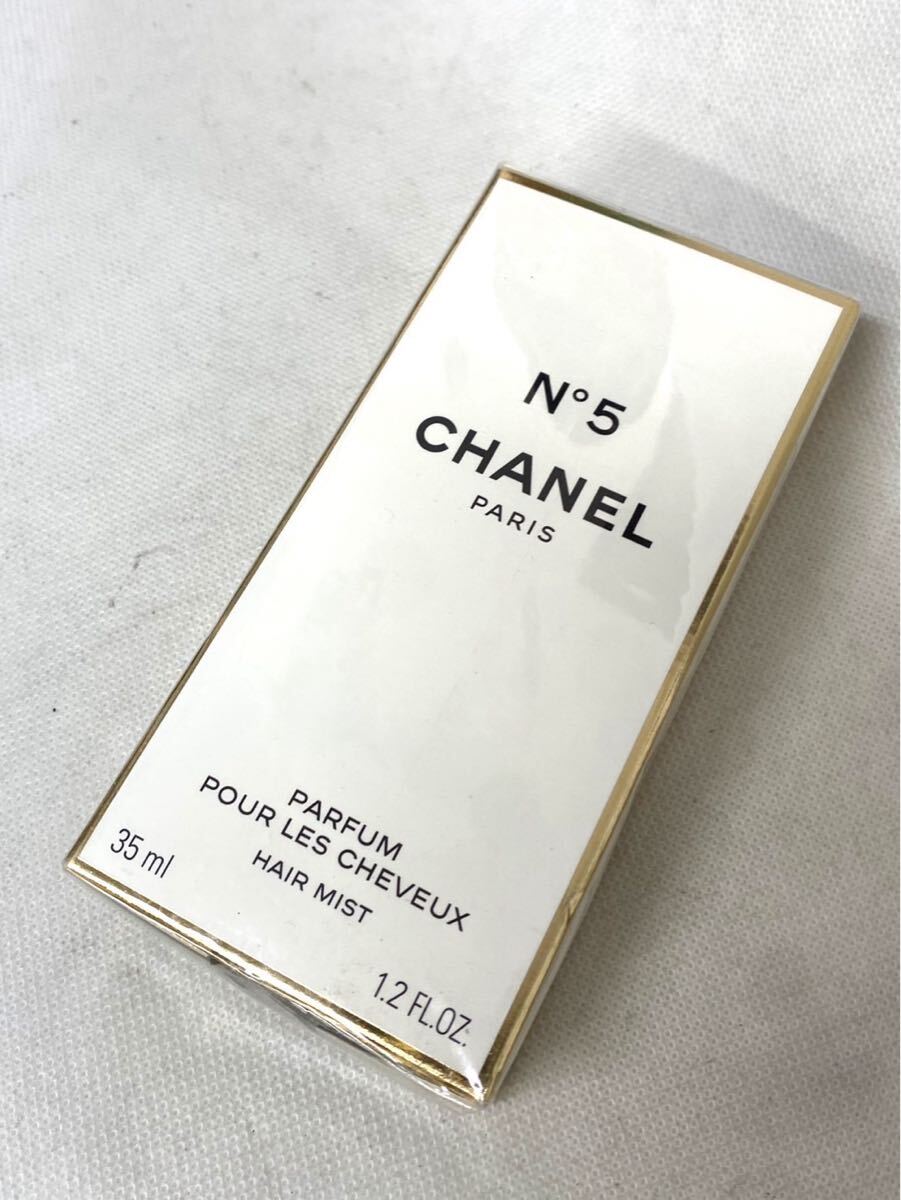 N°5
CHANEL
PARIS
PARFUM
POUR LES CHEVEUX
HAIR MIST
35 ml
1.2 FL.OZ.